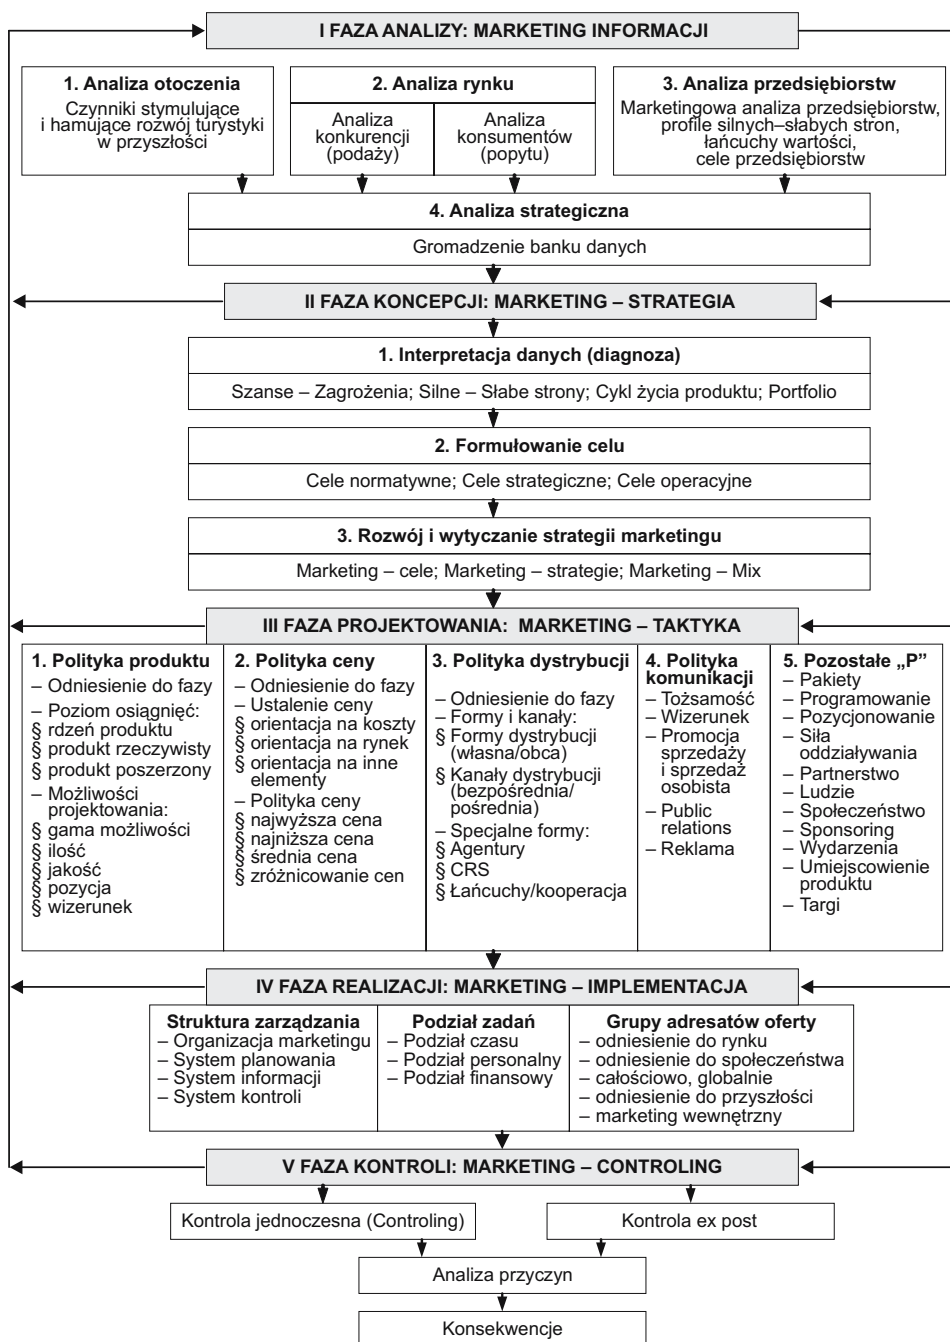 I FAZA ANALIZY: MARKETING INFORMACJI
1. Analiza otoczenia
Czynniki stymulujące
i hamujące rozwój turystyki
w przyszłości
2. Analiza rynku
Analiza
konkurencji
(podaży)
Analiza
konsumentów
(popytu)
3. Analiza przedsiębiorstw
Marketingowa analiza przedsiębiorstw,
profile silnych–słabych stron,
łańcuchy wartości,
cele przedsiębiorstw
4. Analiza strategiczna
Gromadzenie banku danych
II FAZA KONCEPCJI: MARKETING – STRATEGIA
1. Interpretacja danych (diagnoza)
Szanse – Zagrożenia; Silne – Słabe strony; Cykl życia produktu; Portfolio
2. Formułowanie celu
Cele normatywne; Cele strategiczne; Cele operacyjne
3. Rozwój i wytyczanie strategii marketingu
Marketing – cele; Marketing – strategie; Marketing – Mix
III FAZA PROJEKTOWANIA: MARKETING – TAKTYKA
1. Polityka produktu
– Odniesienie do fazy
– Poziom osiągnięć:
§ rdzeń produktu
§ produkt rzeczywisty
§ produkt poszerzony
– Możliwości
projektowania:
§ gama możliwości
§ ilość
§ jakość
§ pozycja
§ wizerunek
2. Polityka ceny
– Odniesienie do fazy
– Ustalenie ceny
§ orientacja na koszty
§ orientacja na rynek
§ orientacja na inne
elementy
– Polityka ceny
§ najwyższa cena
§ najniższa cena
§ średnia cena
§ zróżnicowanie cen
3. Polityka dystrybucji
– Odniesienie do fazy
– Formy i kanały:
§ Formy dystrybucji
(własna/obca)
§ Kanały dystrybucji
(bezpośrednia/
pośrednia)
– Specjalne formy:
§ Agentury
§ CRS
§ Łańcuchy/kooperacja
4. Polityka
komunikacji
– Tożsamość
– Wizerunek
– Promocja
sprzedaży
i sprzedaż
osobista
– Public
relations
– Reklama
5. Pozostałe „P”
– Pakiety
– Programowanie
– Pozycjonowanie
– Siła
oddziaływania
– Partnerstwo
– Ludzie
– Społeczeństwo
– Sponsoring
– Wydarzenia
– Umiejscowienie
produktu
– Targi
IV FAZA REALIZACJI: MARKETING – IMPLEMENTACJA
Struktura zarządzania
– Organizacja marketingu
– System planowania
– System informacji
– System kontroli
Podział zadań
– Podział czasu
– Podział personalny
– Podział finansowy
Grupy adresatów oferty
– odniesienie do rynku
– odniesienie do społeczeństwa
– całościowo, globalnie
– odniesienie do przyszłości
– marketing wewnętrzny
V FAZA KONTROLI: MARKETING – CONTROLING
Kontrola jednoczesna (Controling)
Kontrola ex post
Analiza przyczyn
Konsekwencje